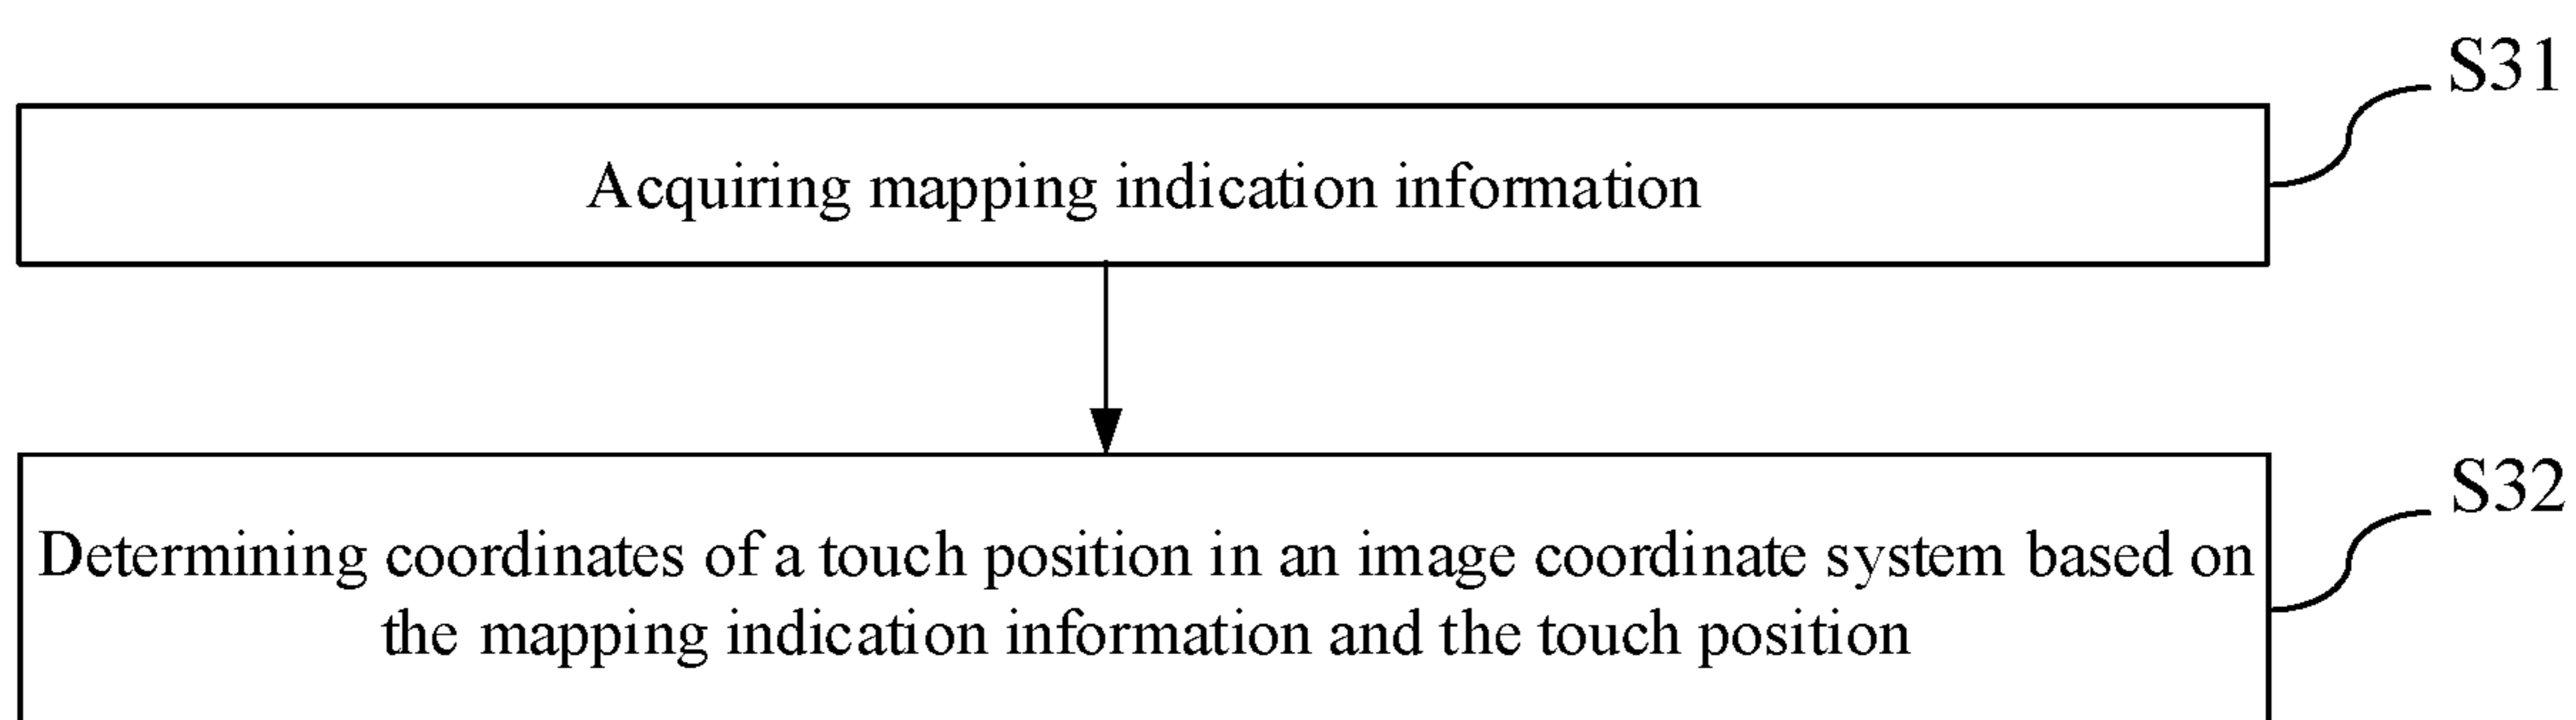 S31
Acquiring mapping indication information
S32
Determining coordinates of a touch position in an image coordinate system based on
the mapping indication information and the touch position